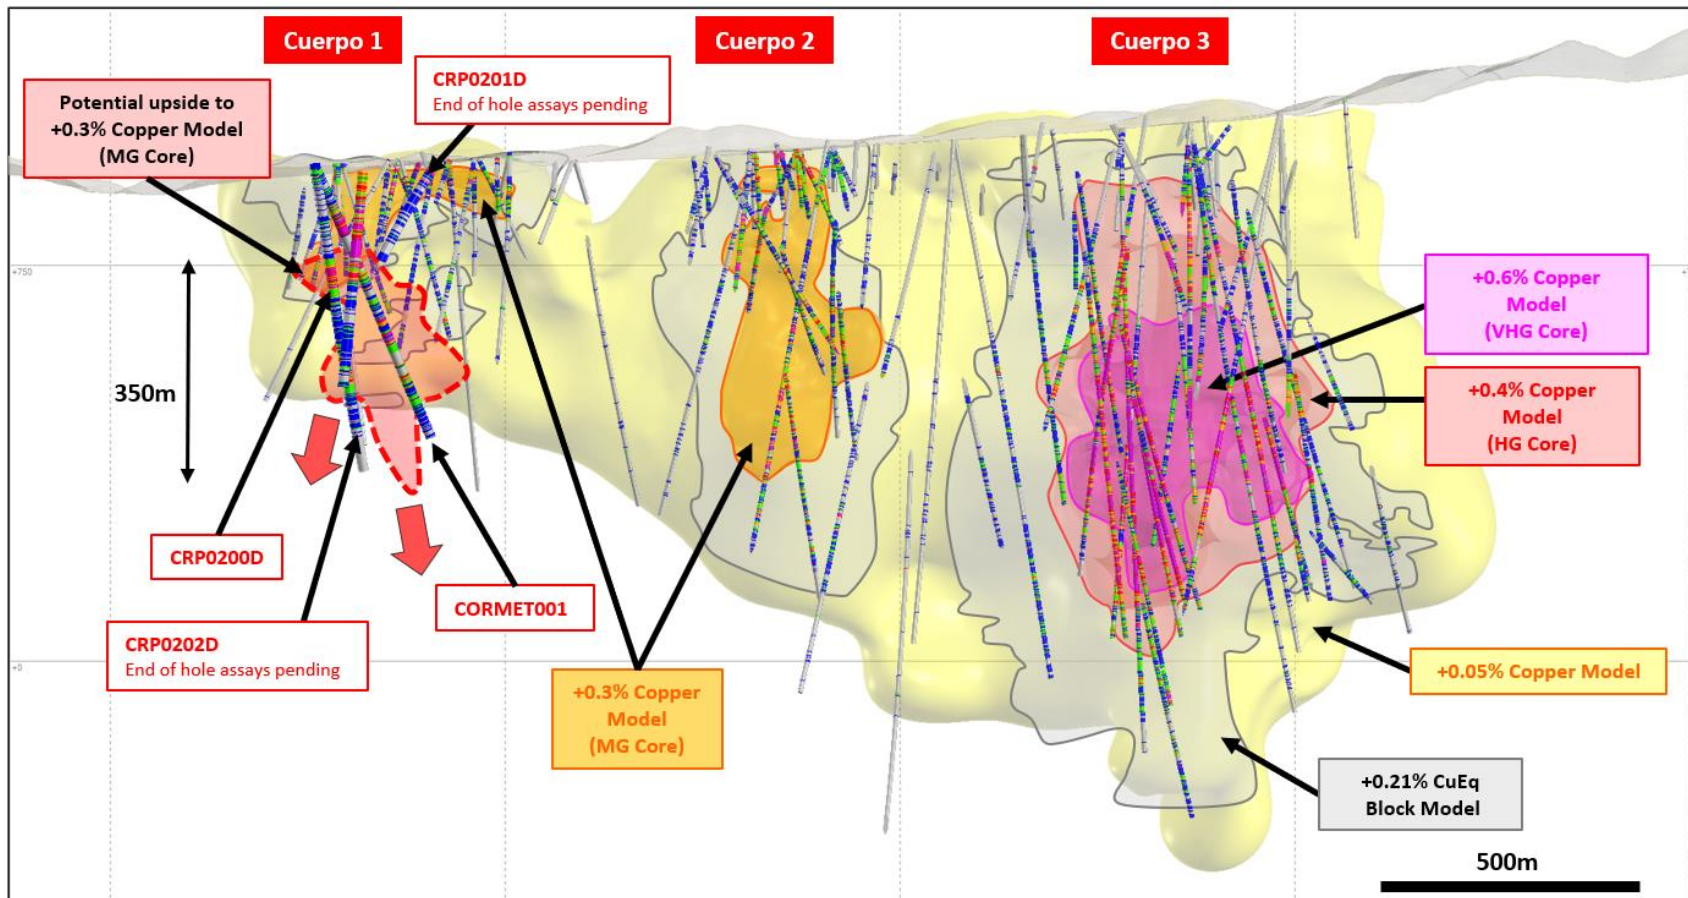 Cuerpo 1
Cuerpo 2
Cuerpo 3
CRP0201D
End of hole assays pending
Potential upside to
+0.3% Copper Model
(MG Core)
+750
+0.6% Copper
Model
(VHG Core)
350m
+0.4% Copper
Model
(HG Core)
CRP0200D
CORMET001
CRP0202D
End of hole assays pending
+0
+0.3% Copper
Model
(MG Core)
+0.05% Copper Model
+0.21% CuEq
Block Model
500m